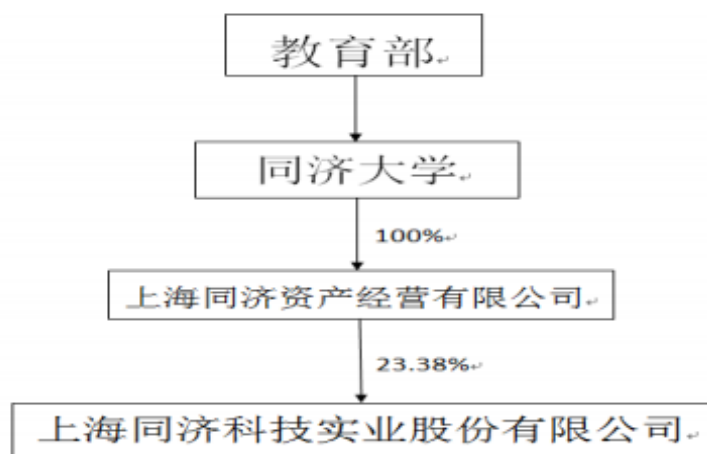 教育部
同济大学
100%
上海同济资产经营有限公司
23.38%
上海同济科技实业股份有限公司